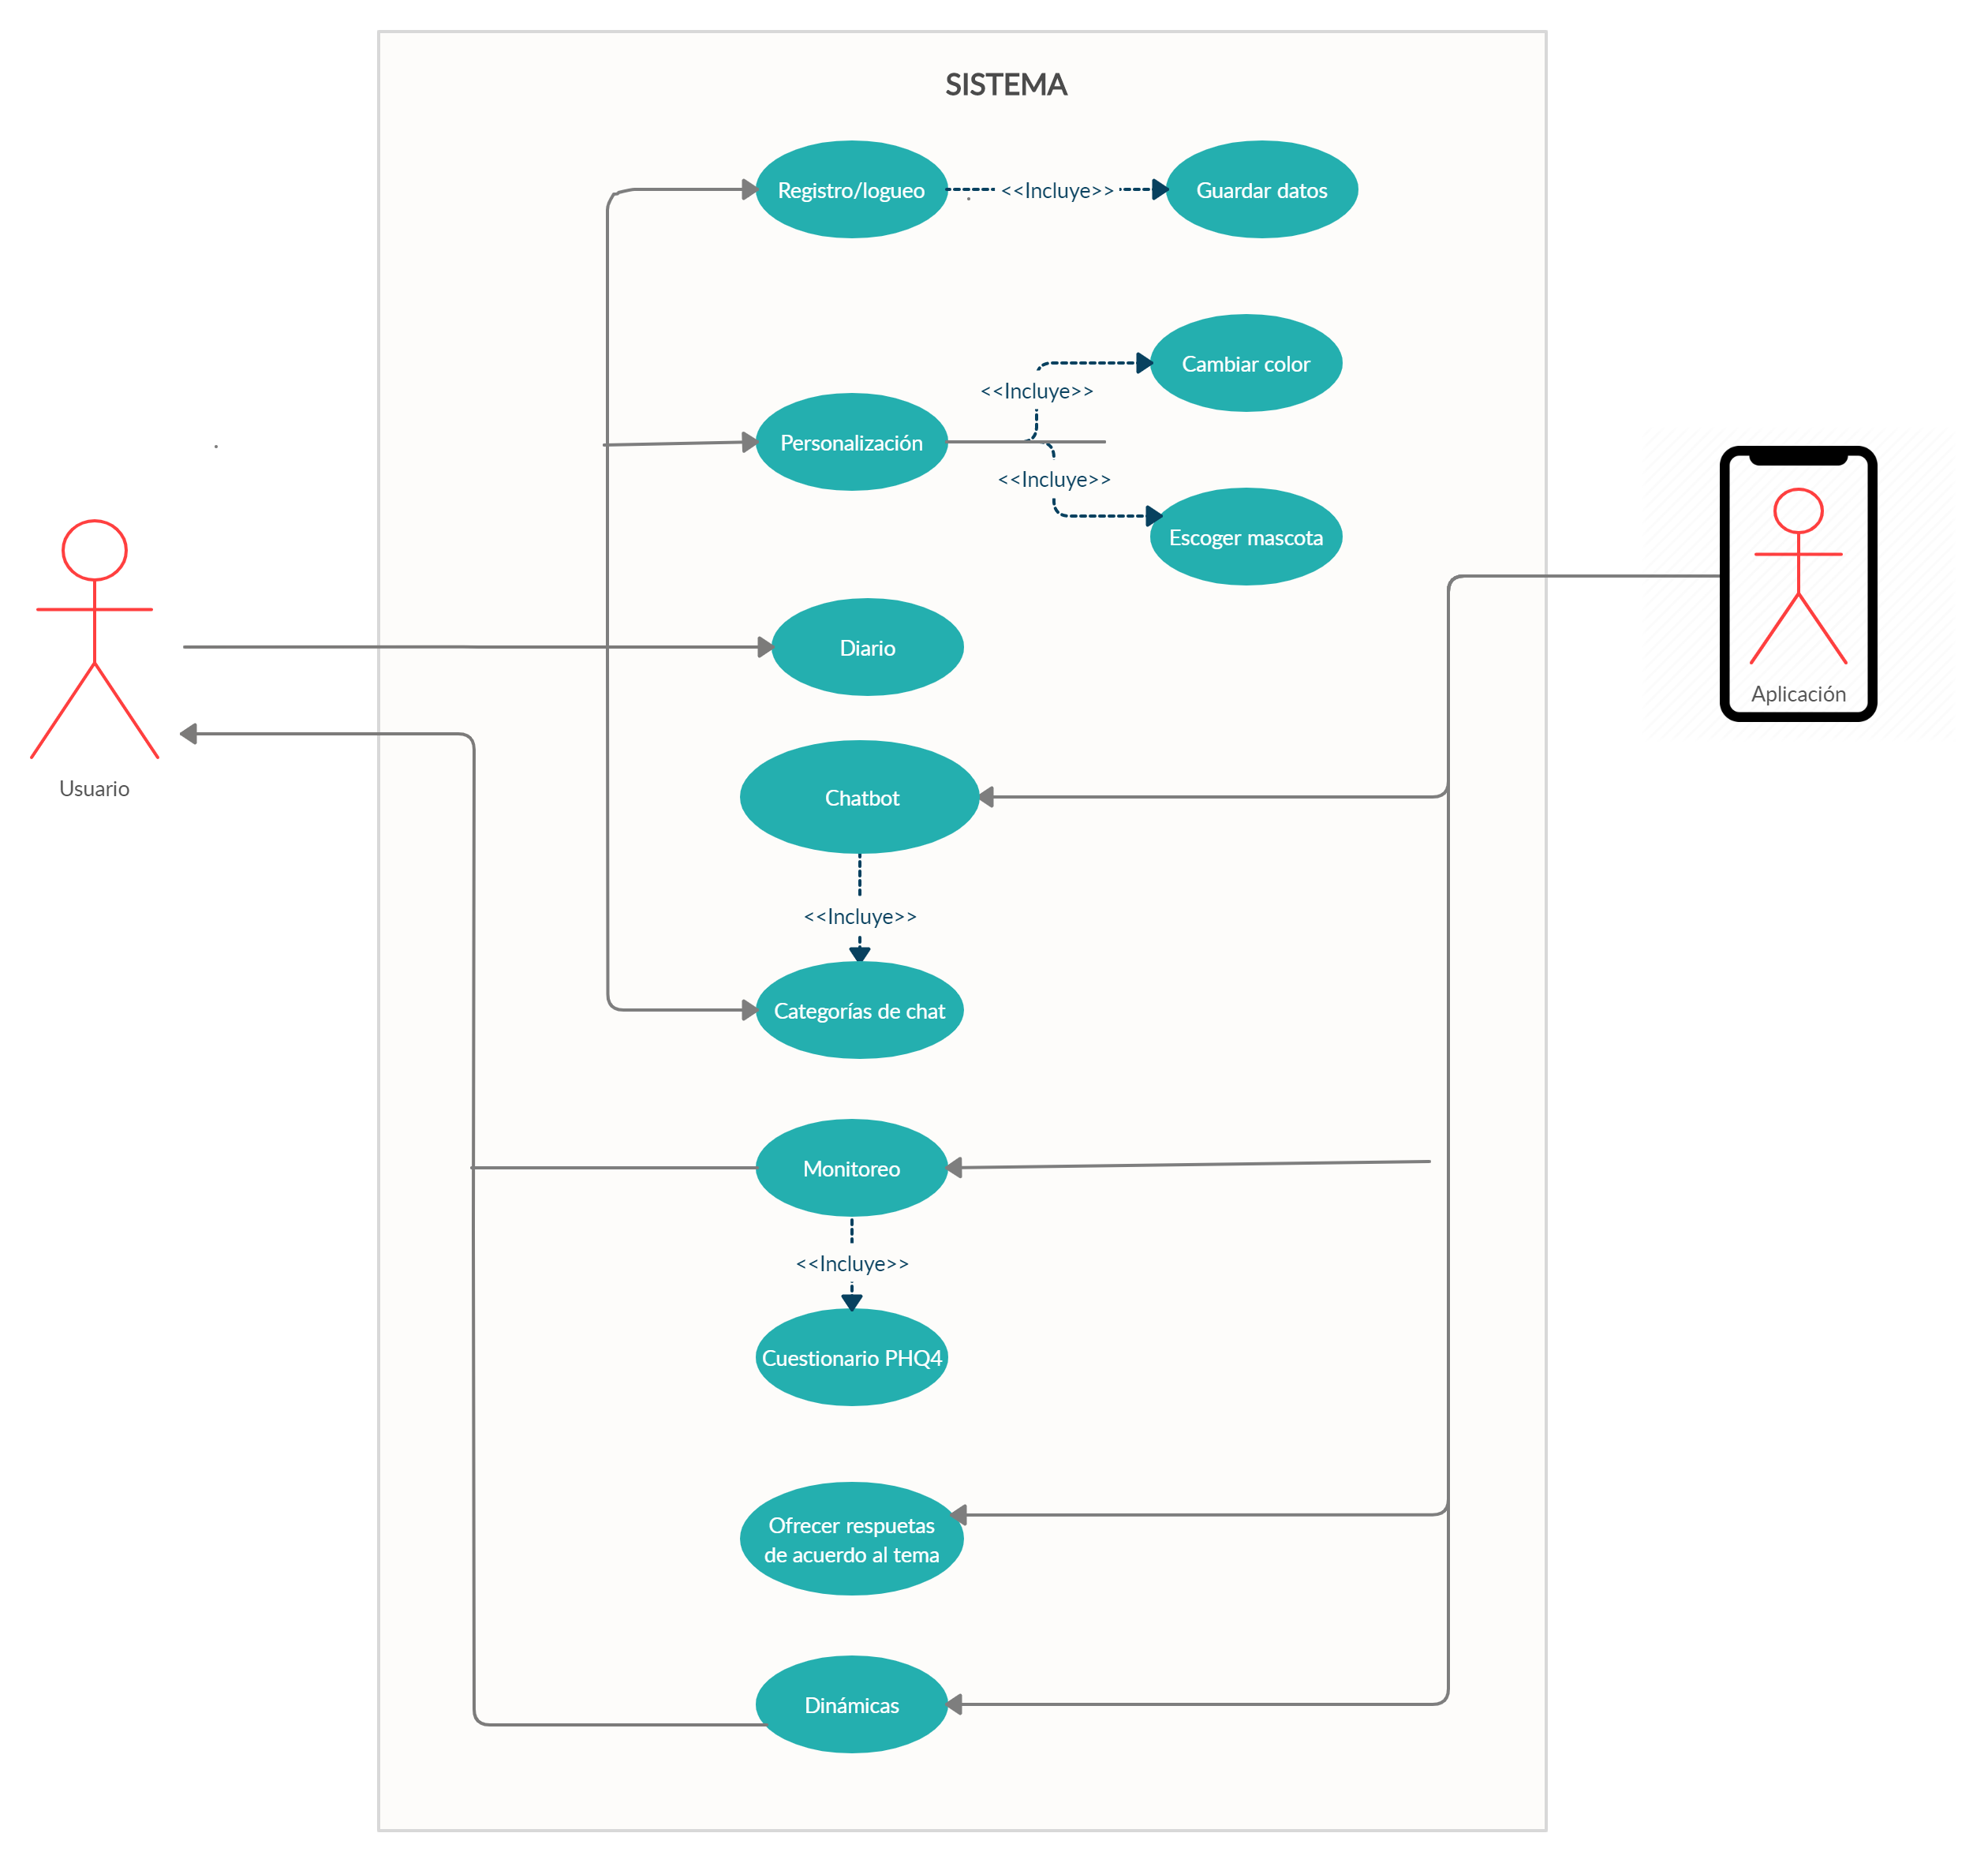 SISTEMA
Registro/logueo
<<Incluye>>
Guardar datos
Cambiar color
<<Incluye>>
Personalización
<<Incluye>>
Escoger mascota
Diario
Aplicación
Usuario
Chatbot
<<Incluye>>
Categorías de chat
Monitoreo
<<Incluye>>
Cuestionario PHQ4
Ofrecer respuetas
de acuerdo al tema
Dinámicas